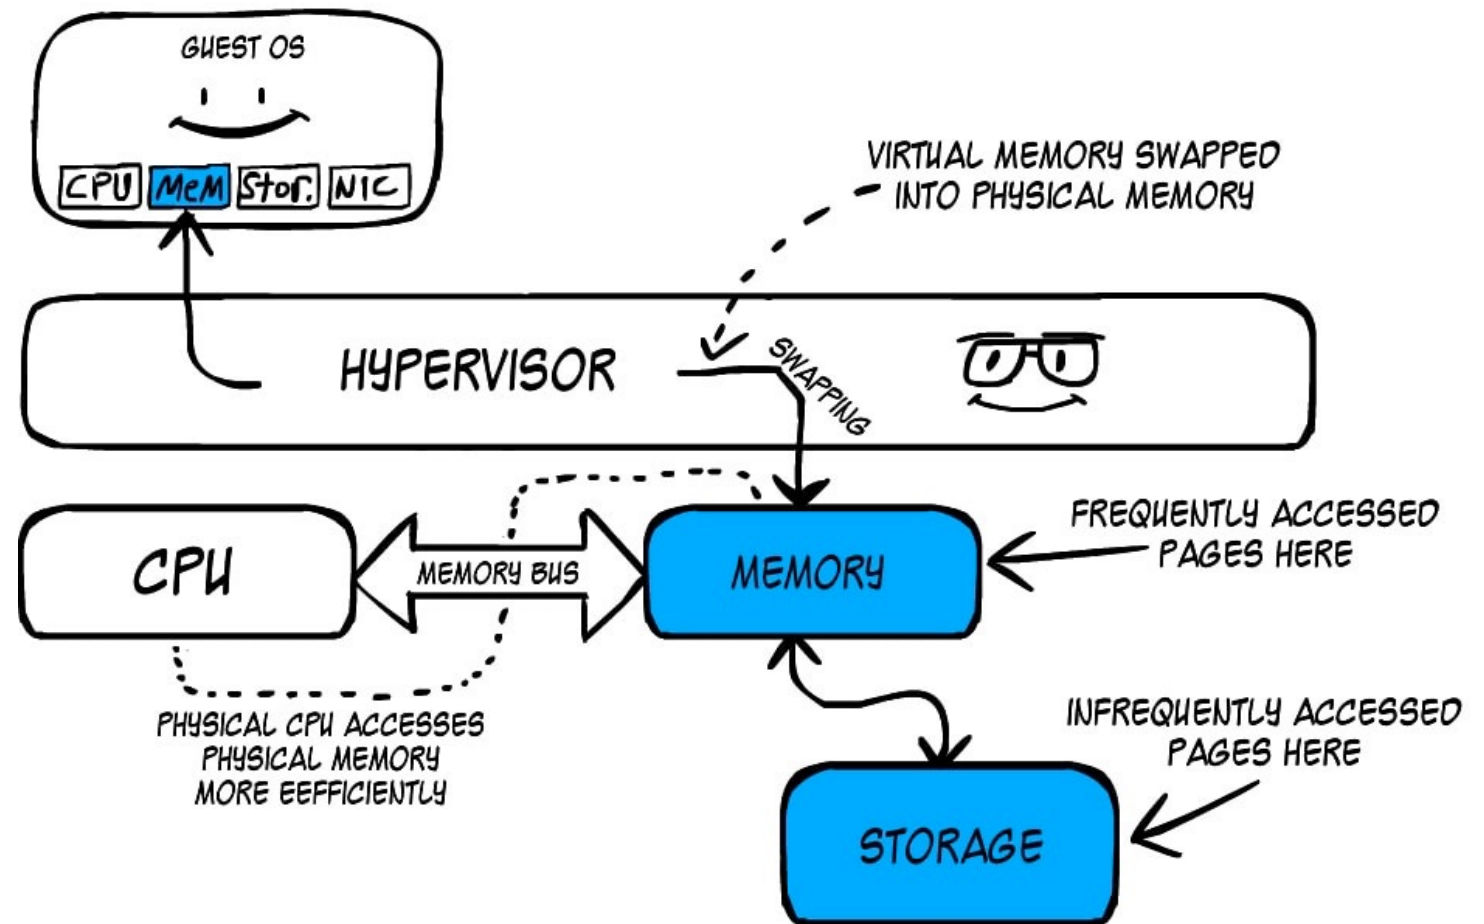 GUEST OS
CPU MeM Stor. NIC
VIRTUAL MEMORY SWAPPED
INTO PHYSICAL MEMORY
HYPERVISOR
SWAPPING
CPU
MEMORY BUS
MEMORY
FREQUENTLY ACCESSED
PAGES HERE
PHYSICAL CPU ACCESSES
PHYSICAL MEMORY
MORE EEFFICIENTLY
INFREQUENTLY ACCESSED
PAGES HERE
STORAGE